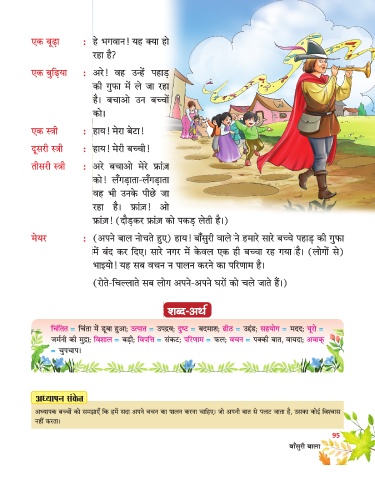 एक बूढ़ा : हे भगवान! यह क्या हो
रहा है?
एक बुढ़िया : अरे! वह उन्हें पहाड़
की गुफा में ले जा रहा
है। बचाओ उन बच्चों
को।
एक स्त्री : हाय! मेरा बेटा!
दूसरी स्त्री : हाय! मेरी बच्ची!
तीसरी स्त्री : अरे बचाओ मेरे फ्रांज़
को! लँगड़ाता-लँगड़ाता
वह भी उनके पीछे जा
रहा है। फ्रांज़! ओ
फ्रांज़! (दौड़कर फ्रांज़ को पकड़ लेती है।)
मेयर : (अपने बाल नोचते हुए) हाय! बाँसुरी वाले ने हमारे सारे बच्चे पहाड़ की गुफा
में बंद कर दिए। सारे नगर में केवल एक ही बच्चा रह गया है। (लोगों से)
भाइयो! यह सब वचन न पालन करने का परिणाम है।
(रोते-चिल्लाते सब लोग अपने-अपने घरों को चले जाते हैं।)
शब्द-अर्थ
चिंतित = चिंता में डूबा हुआ; उत्पात = उपद्रव; दुष्ट = बदमाश; ढीठ = उद्दंड; सहयोग = मदद; यूरो =
जर्मनी की मुद्रा; विशाल = बड़ी; विपत्ति = संकट; परिणाम = फल; वचन = पक्की बात, वायदा; अवाक्
= चुपचाप।
अध्यापन संकेत
अध्यापक बच्चों को समझाएँ कि हमें सदा अपने वचन का पालन करना चाहिए। जो अपनी बात से पलट जाता है, उसका कोई विश्वास
नहीं करता।
95
बाँसुरी वाला